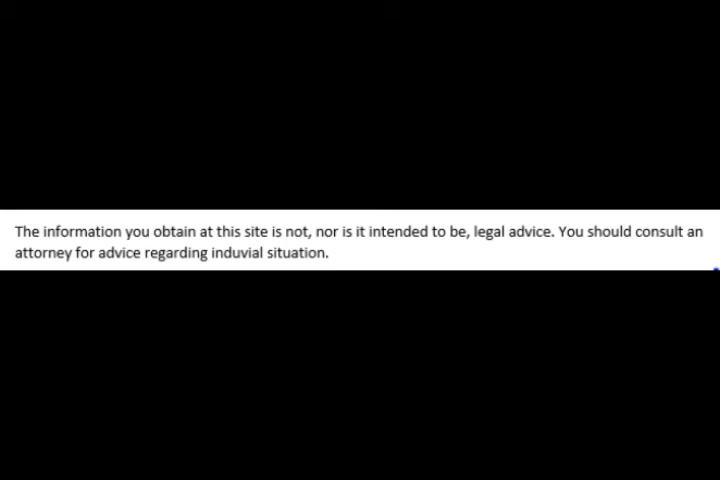 The information you obtain at this site is not, nor is it intended to be, legal advice. You should consult an
attorney for advice regarding induvial situation.